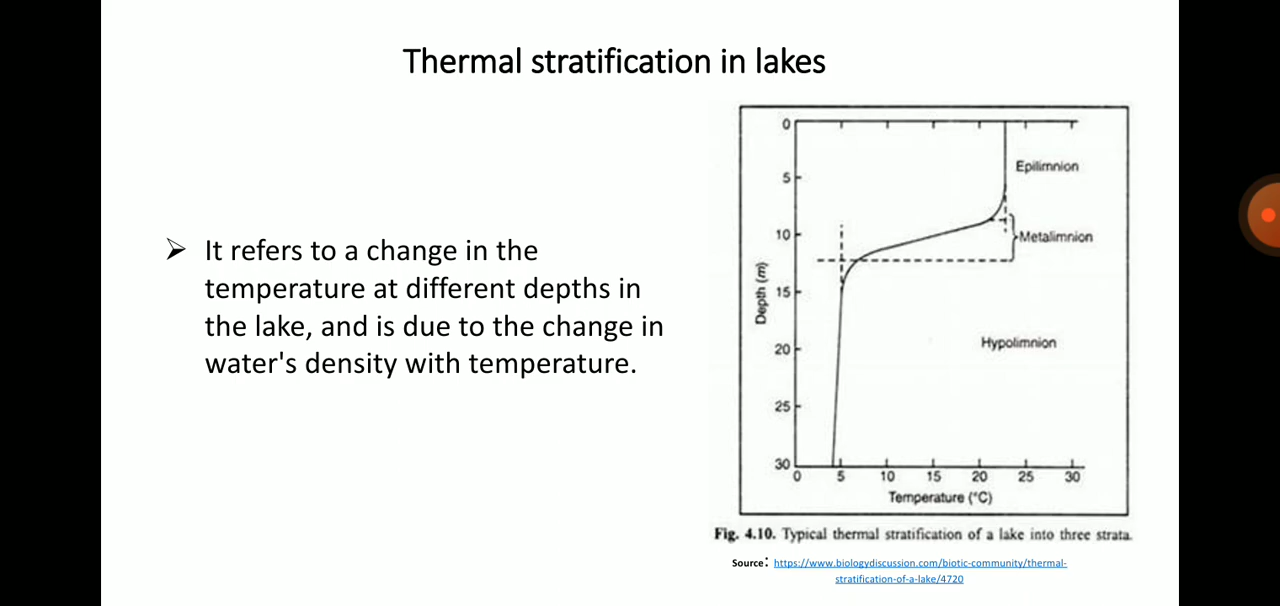 Thermal stratification in lakes
➢ It refers to a change in the
temperature at different depths in
the lake, and is due to the change in
water's density with temperature.
0
5
10
15
20
25
30
Depth (m)
Epilimnion
Metalimnion
Hypolimnion
0 5 10 15 20 25 30
Temperature (°C)
Fig. 4.10. Typical thermal stratification of a lake into three strata.
Source: https://www.biologydiscussion.com/biotic-community/thermal-
stratification-of-a-lake/4720